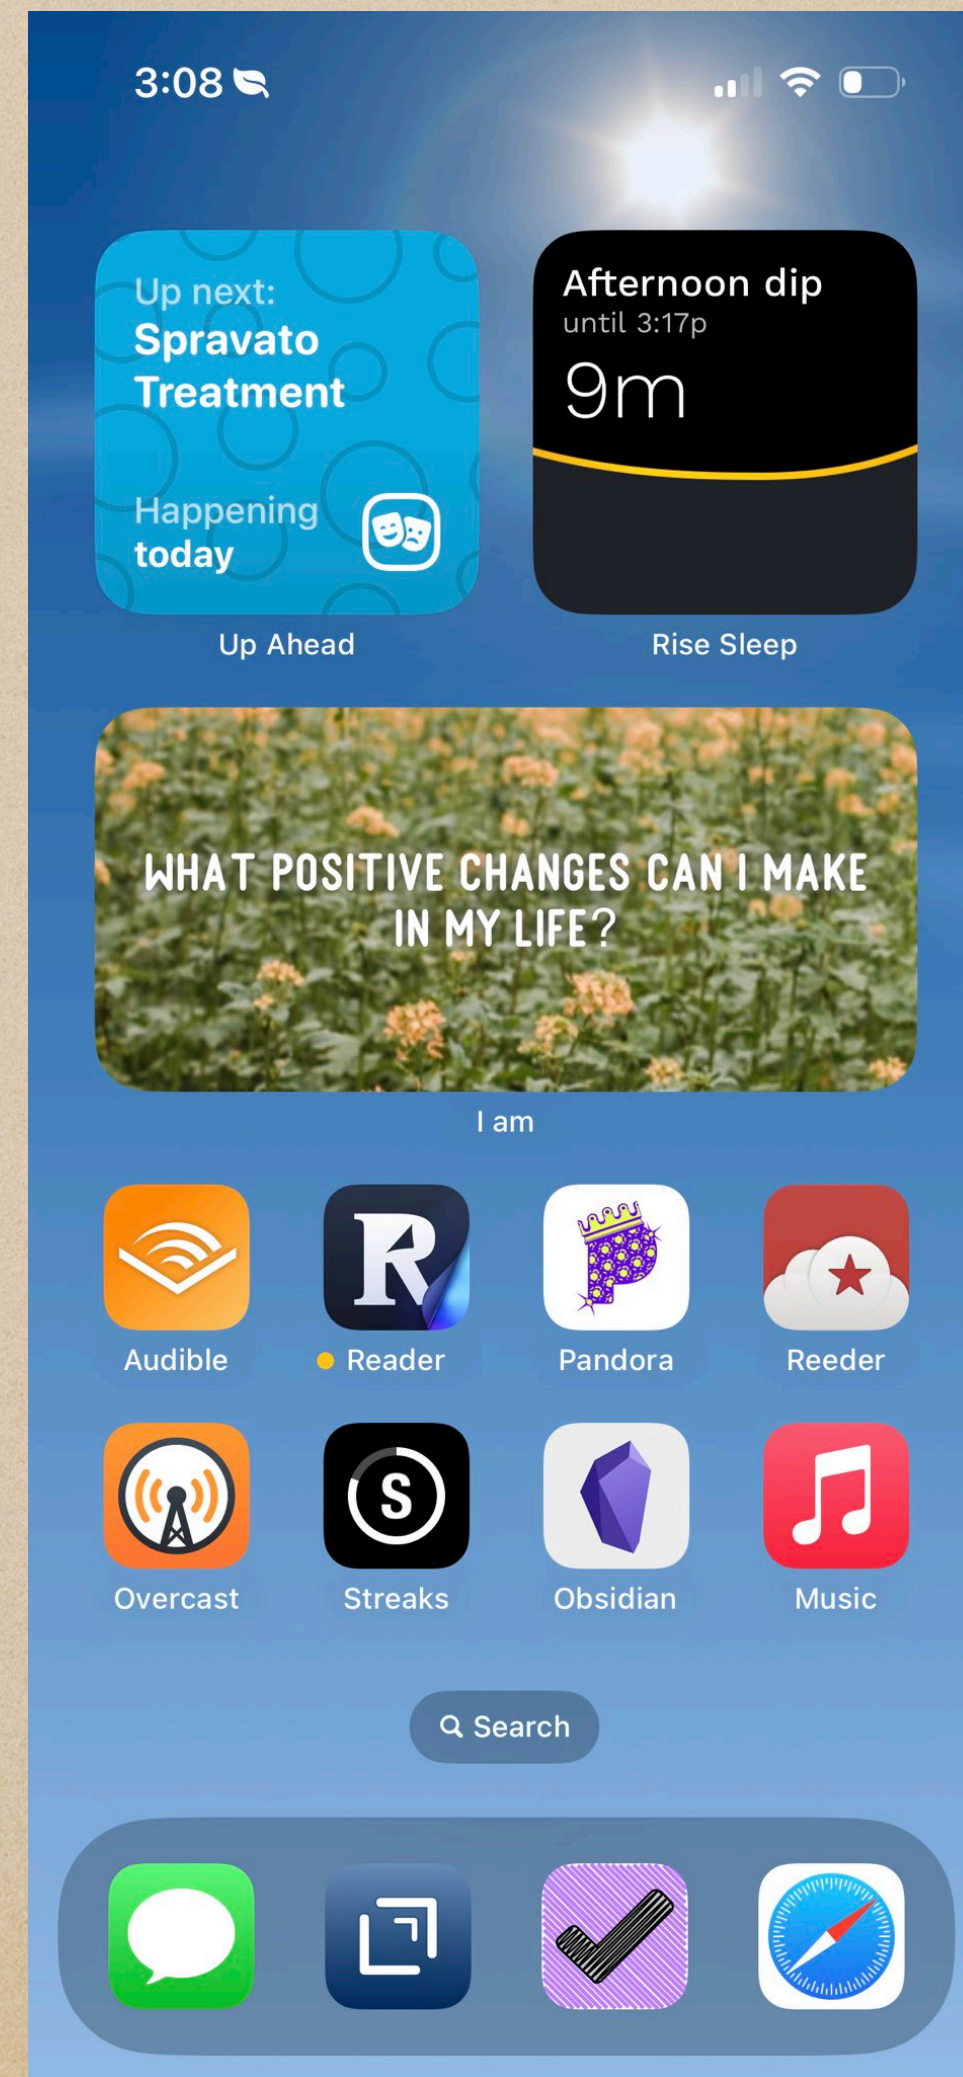 3:08
Up next:
Spravato
Treatment
Happening
today
Up Ahead
Afternoon dip
until 3:17p
9m
Rise Sleep
WHAT POSITIVE CHANGES CAN I MAKE
IN MY LIFE?
I am
Audible
Reader
Pandora
Reeder
Overcast
Streaks
Obsidian
Music
Search